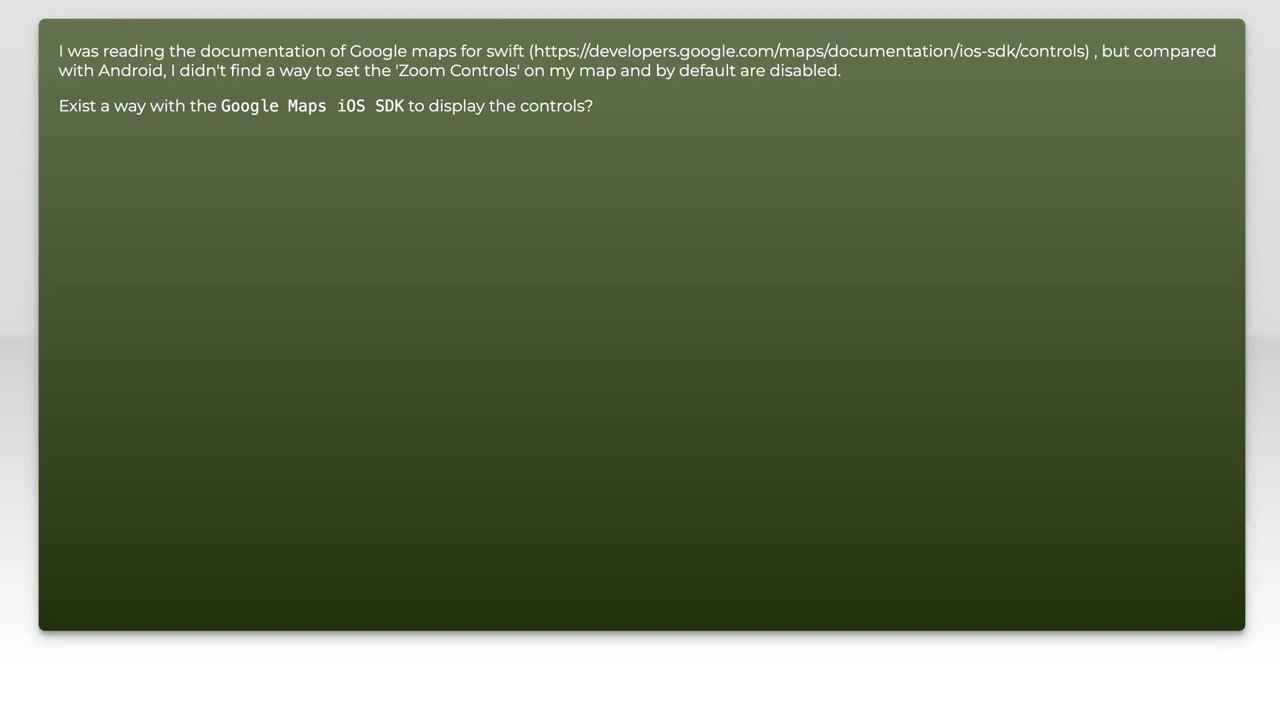 I was reading the documentation of Google maps for swift (https://developers.google.com/maps/documentation/ios-sdk/controls) , but compared
with Android, I didn't find a way to set the 'Zoom Controls' on my map and by default are disabled.
Exist a way with the Google Maps iOS SDK to display the controls?